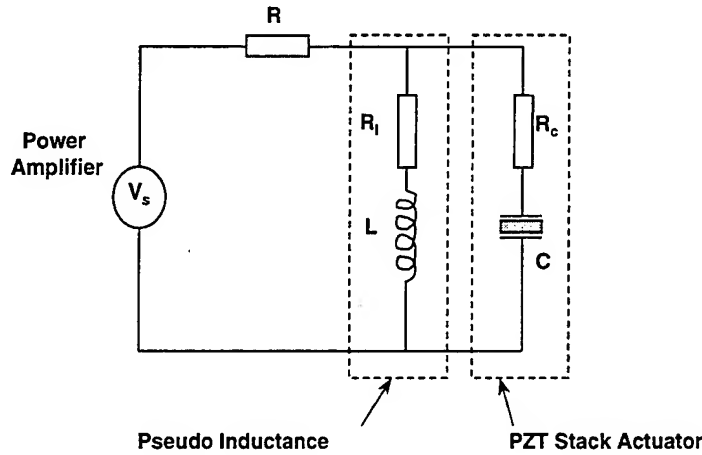 R
Power
Amplifier
Vs
Rl
L
Rc
C
Pseudo Inductance
PZT Stack Actuator